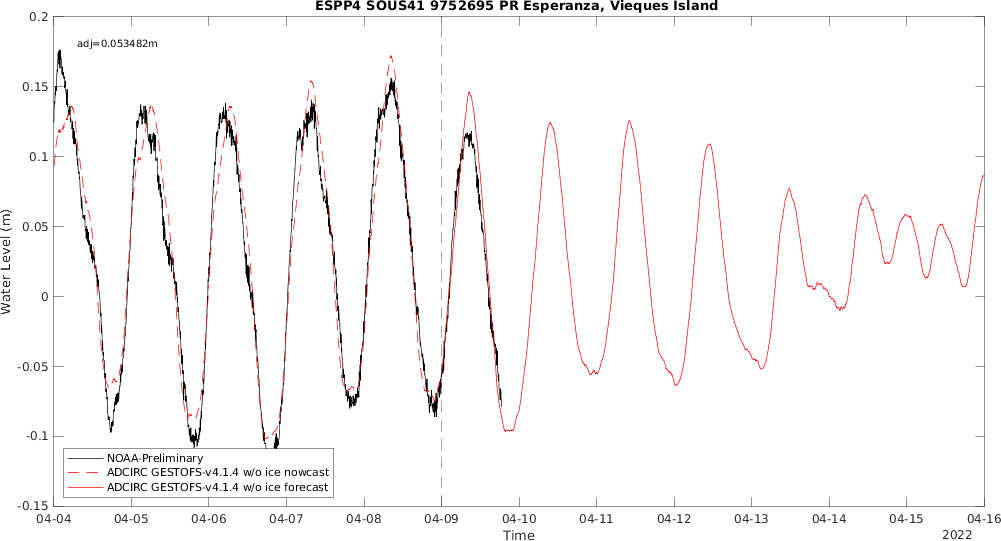 ESPP4 SOUS41 9752695 PR Esperanza, Vieques Island
0.2
adj=0.053482m
0.15
0.1
0.05
0
-0.05
-0.1
-0.15
Water Level (m)
NOAA-Preliminary
ADCIRC GESTOFS-v4.1.4 w/o ice nowcast
ADCIRC GESTOFS-v4.1.4 w/o ice forecast
04-04 04-05 04-06 04-07 04-08 04-09 04-10 04-11 04-12 04-13 04-14 04-15 04-16
Time
2022